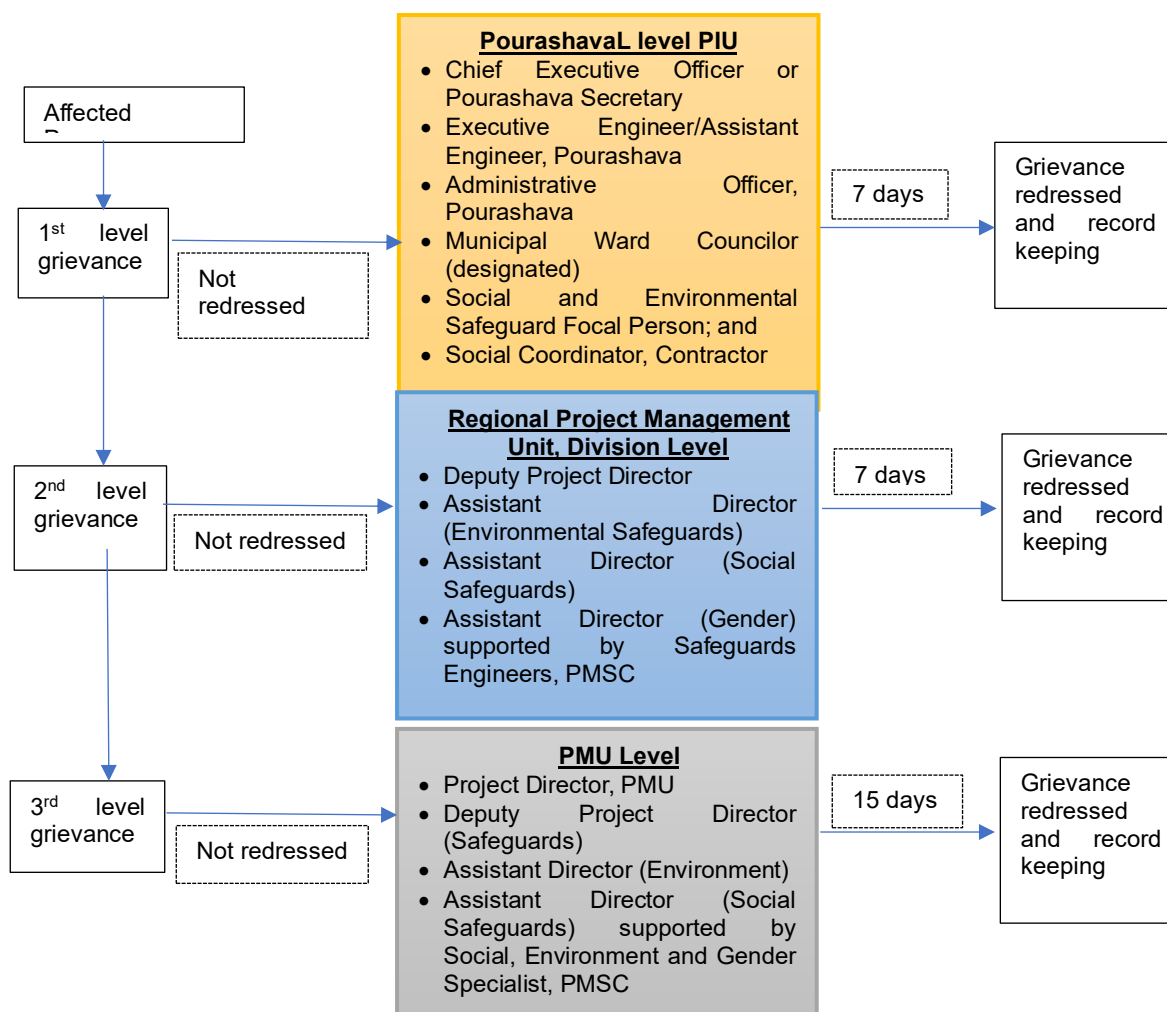 Affected
1st level
grievance
Not
redressed
PourashavaL level PIU
• Chief Executive Officer or
Pourashava Secretary
• Executive Engineer/Assistant
Engineer, Pourashava
• Administrative Officer,
Pourashava
• Municipal Ward Councilor
(designated)
• Social and Environmental
Safeguard Focal Person; and
• Social Coordinator, Contractor
7 days
Grievance
redressed
and record
keeping
2nd level
grievance
Not redressed
Regional Project Management
Unit, Division Level
• Deputy Project Director
• Assistant Director
(Environmental Safeguards)
• Assistant Director (Social
Safeguards)
• Assistant Director (Gender)
supported by Safeguards
Engineers, PMSC
7 days
Grievance
redressed
and record
keeping
3rd level
grievance
Not redressed
PMU Level
• Project Director, PMU
• Deputy Project Director
(Safeguards)
• Assistant Director (Environment)
• Assistant Director (Social
Safeguards) supported by
Social, Environment and Gender
Specialist, PMSC
15 days
Grievance
redressed
and record
keeping